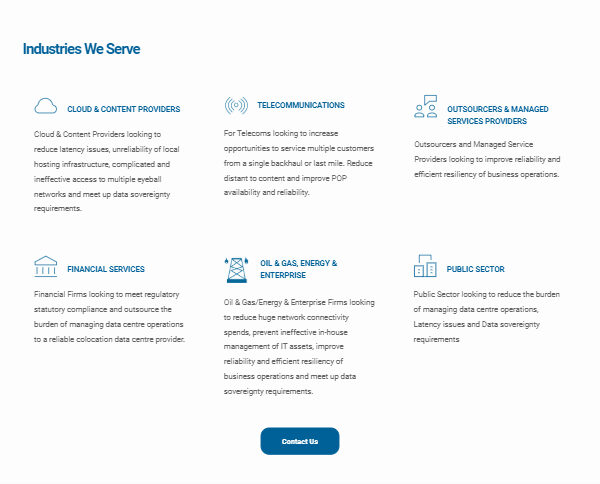 Industries We Serve
CLOUD & CONTENT PROVIDERS
Cloud & Content Providers looking to
reduce latency issues, unreliability of local
hosting infrastructure, complicated and
ineffective access to multiple eyeball
networks and meet up data sovereignty
requirements.
TELECOMMUNICATIONS
For Telecoms looking to increase
opportunities to service multiple customers
from a single backhaul or last mile. Reduce
distant to content and improve POP
availability and reliability.
OUTSOURCERS & MANAGED
SERVICES PROVIDERS
Outsourcers and Managed Service
Providers looking to improve reliability and
efficient resiliency of business operations.
FINANCIAL SERVICES
Financial Firms looking to meet regulatory
statutory compliance and outsource the
burden of managing data centre operations
to a reliable colocation data centre provider.
OIL & GAS, ENERGY &
ENTERPRISE
Oil & Gas/Energy & Enterprise Firms looking
to reduce huge network connectivity
spends, prevent ineffective in-house
management of IT assets, improve
reliability and efficient resiliency of
business operations and meet up data
sovereignty requirements.
PUBLIC SECTOR
Public Sector looking to reduce the burden
of managing data centre operations,
Latency issues and Data sovereignty
requirements
Contact Us